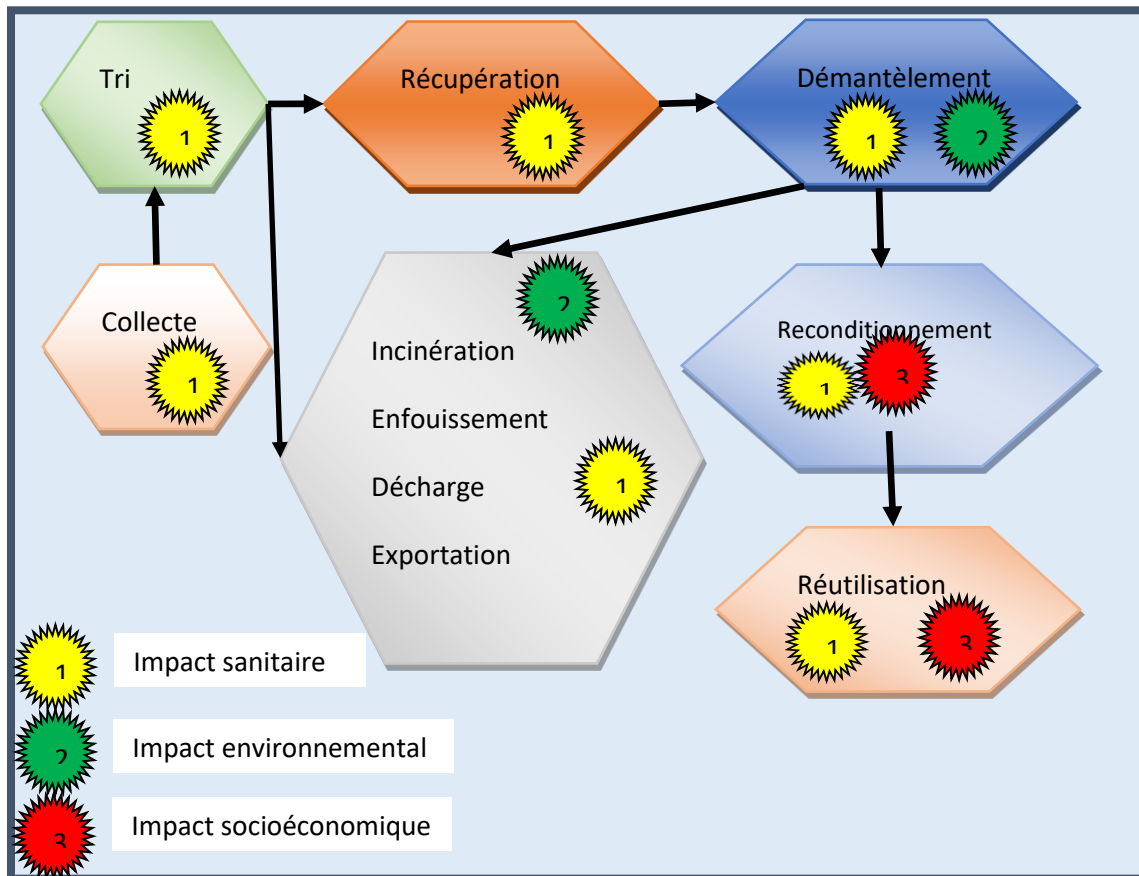 Tri
1
Récupération
1
Démantèlement
1
2
Collecte
1
2
Incinération
Enfouissement
Décharge
1
Exportation
Reconditionnement
1
3
Réutilisation
1
3
1
Impact sanitaire
2
Impact environnemental
3
Impact socioéconomique